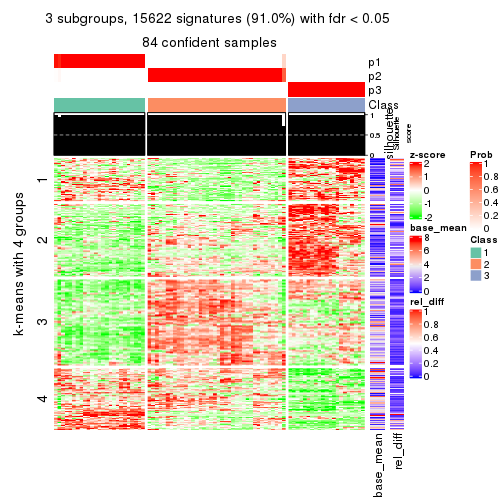 3 subgroups, 15622 signatures (91.0%) with fdr < 0.05
84 confident samples
p1
p2
p3
Class
1
0.5
0
silhouette
Silhouette
score
k-means with 4 groups
1
2
3
4
base_mean
rel_diff
z-score
2
1
0
-1
-2
base_mean
8
6
4
2
0
rel_diff
1
0.8
0.6
0.4
0.2
0
Prob
1
0.8
0.6
0.4
0.2
0
Class
1
2
3